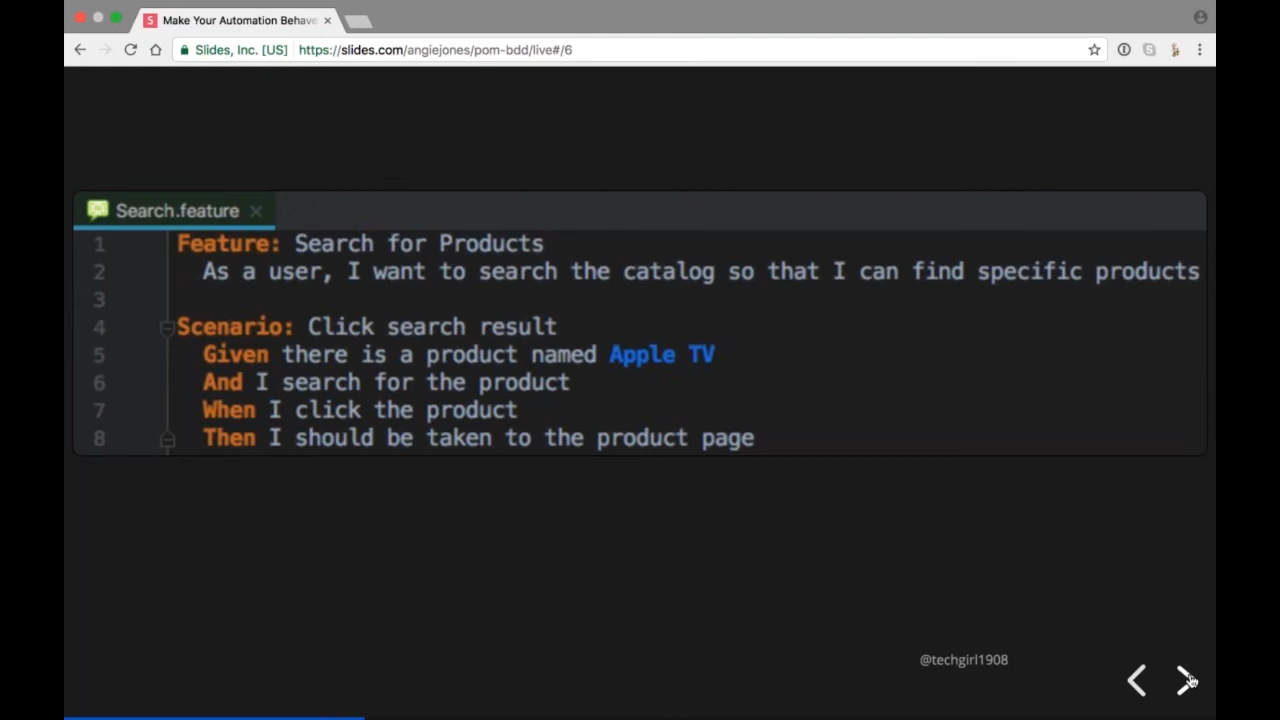 Make Your Automation Behave
Slides, Inc. [US]
https://slides.com/angiejones/pom-bdd/live#/6
Search.feature
1 Feature: Search for Products
2 As a user, I want to search the catalog so that I can find specific products
3
4 Scenario: Click search result
5 Given there is a product named Apple TV
6 And I search for the product
7 When I click the product
8 Then I should be taken to the product page
@techgirl1908